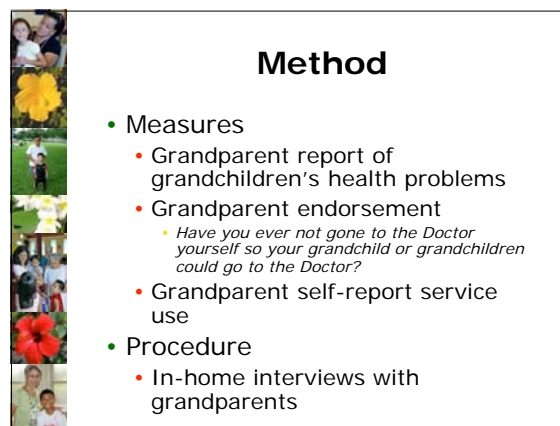 Method
• Measures
• Grandparent report of
grandchildren's health problems
• Grandparent endorsement
• Have you ever not gone to the Doctor
yourself so your grandchild or grandchildren
could go to the Doctor?
• Grandparent self-report service
use
• Procedure
• In-home interviews with
grandparents